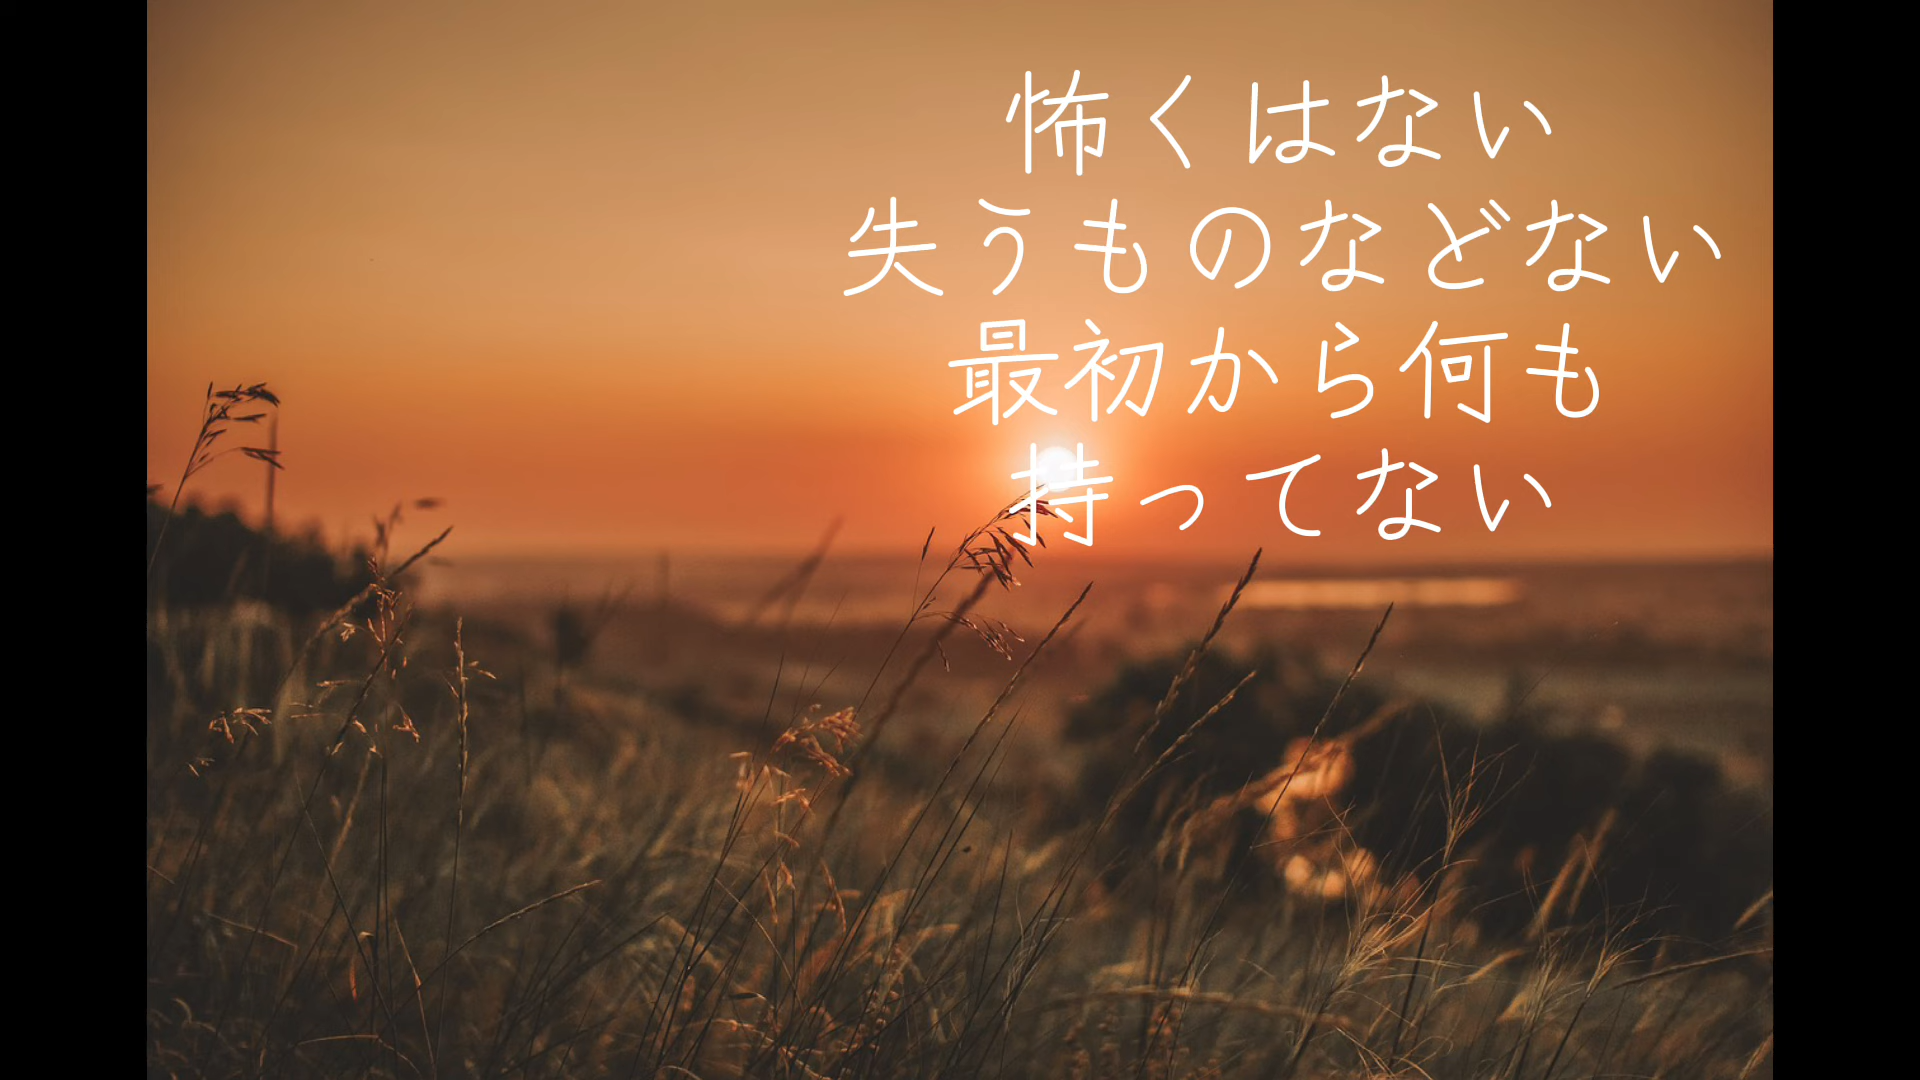 怖くはない
失うものなどない
最初から何も
持ってない